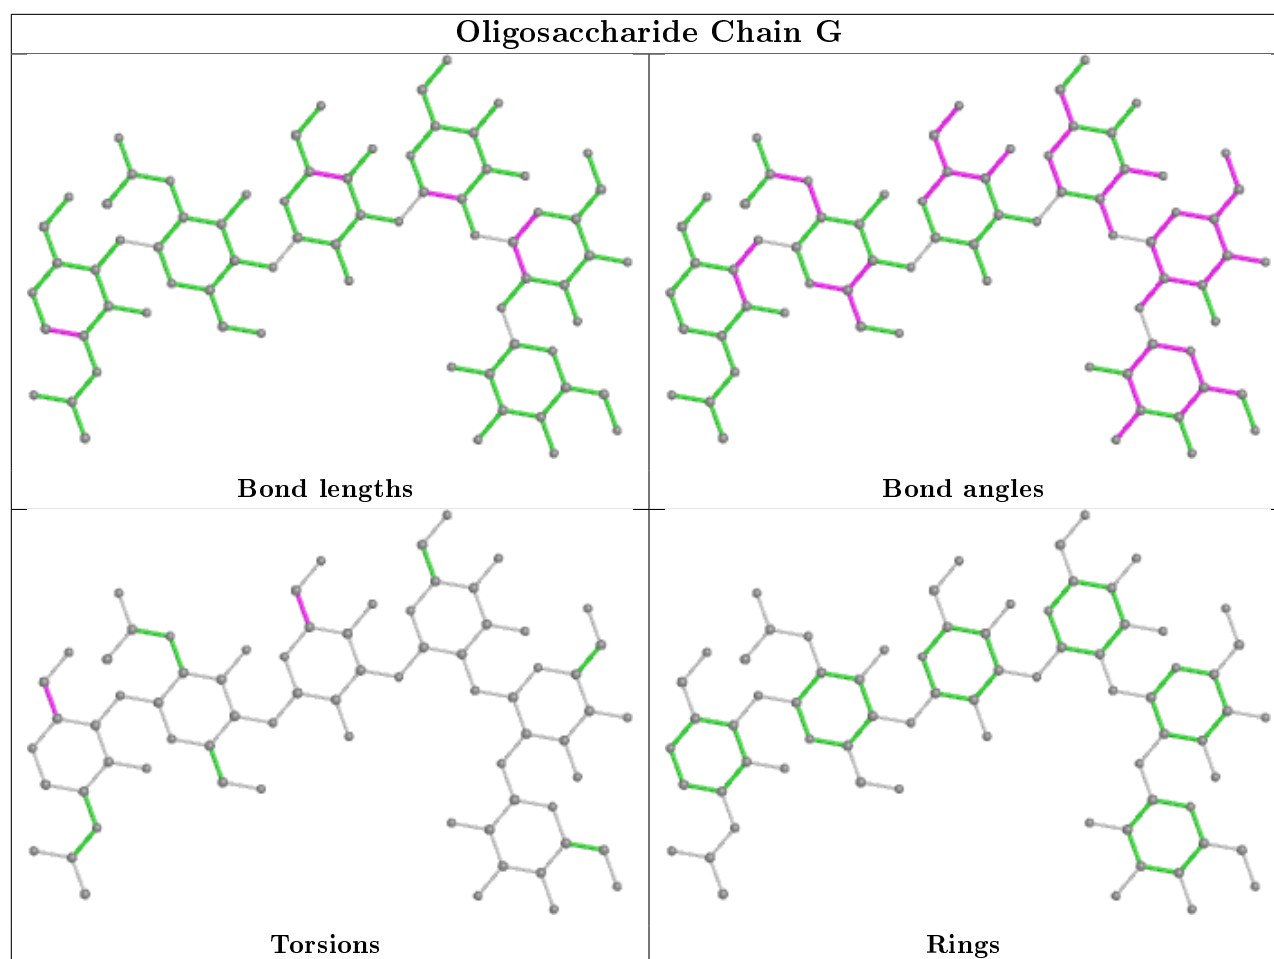 Oligosaccharide Chain G
Bond lengths
Bond angles
Torsions
Rings